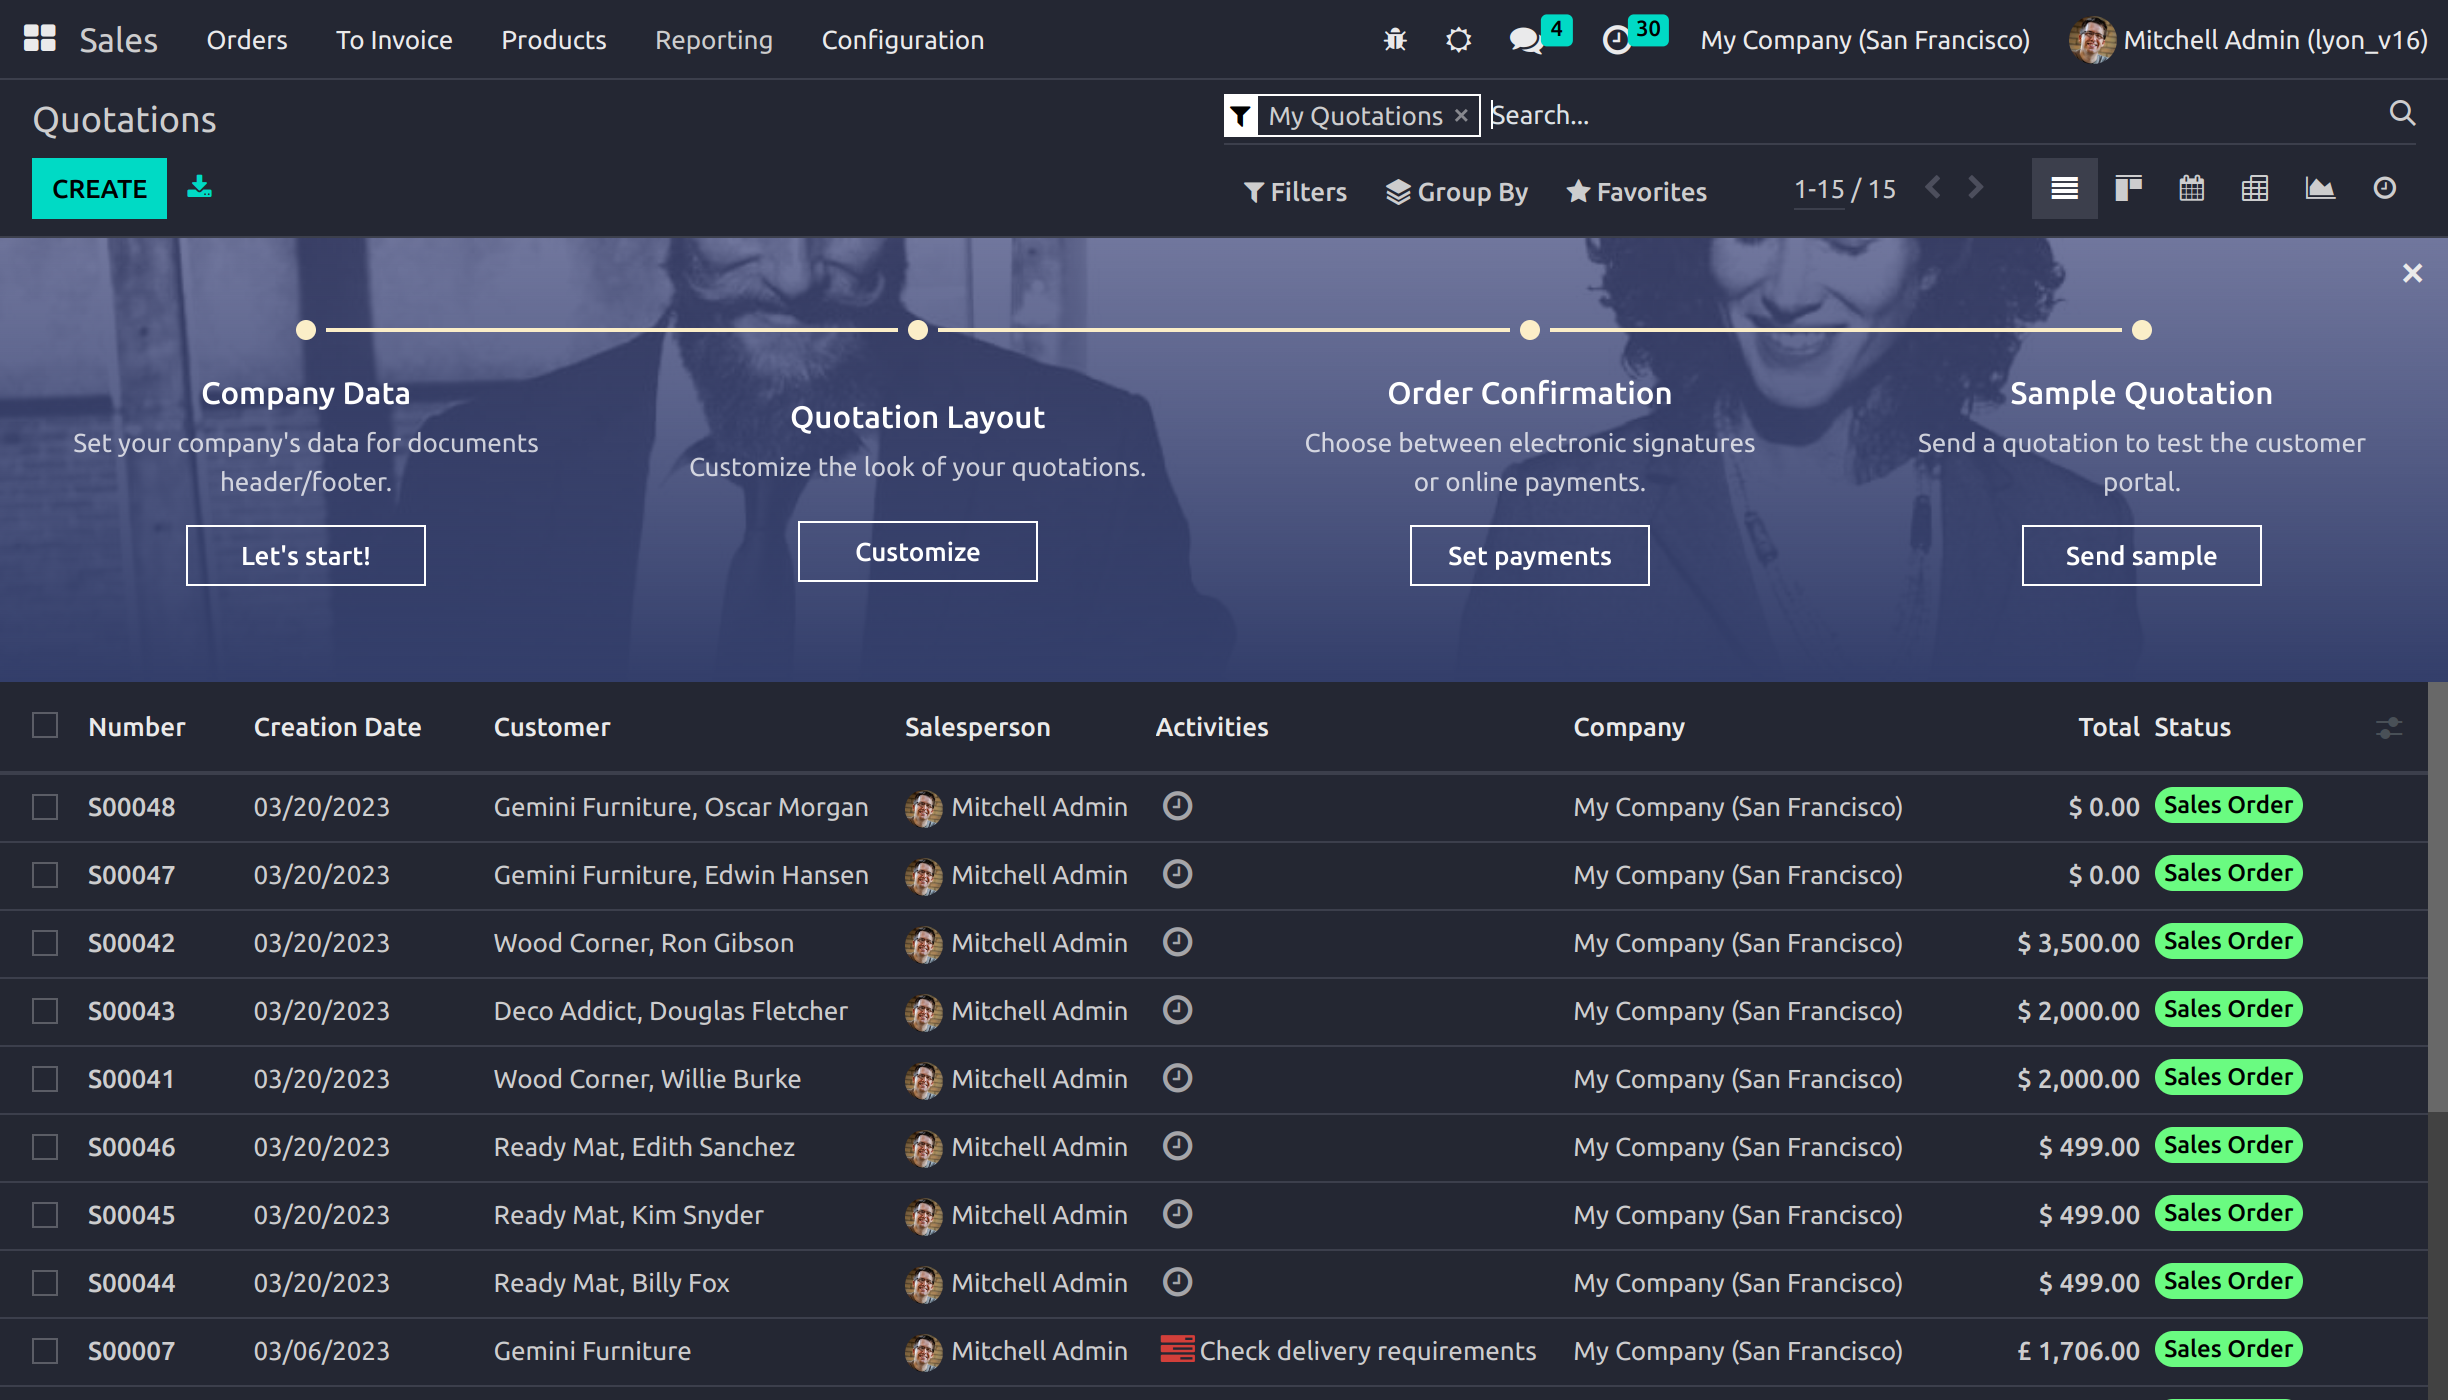 Sales Orders To Invoice Products Reporting Configuration 4 30 My Company (San Francisco) Mitchell Admin (lyon_v16)
Quotations
My Quotations × Search...
CREATE
Filters Group By Favorites 1-15 / 15
Company Data
Set your company's data for documents
header/footer.
Let's start!
Quotation Layout
Customize the look of your quotations.
Customize
Order Confirmation
Choose between electronic signatures
or online payments.
Set payments
Sample Quotation
Send a quotation to test the customer
portal.
Send sample
Number Creation Date Customer Salesperson Activities Company Total Status
S00048 03/20/2023 Gemini Furniture, Oscar Morgan Mitchell Admin My Company (San Francisco) $ 0.00 Sales Order
S00047 03/20/2023 Gemini Furniture, Edwin Hansen Mitchell Admin My Company (San Francisco) $ 0.00 Sales Order
S00042 03/20/2023 Wood Corner, Ron Gibson Mitchell Admin My Company (San Francisco) $ 3,500.00 Sales Order
S00043 03/20/2023 Deco Addict, Douglas Fletcher Mitchell Admin My Company (San Francisco) $ 2,000.00 Sales Order
S00041 03/20/2023 Wood Corner, Willie Burke Mitchell Admin My Company (San Francisco) $ 2,000.00 Sales Order
S00046 03/20/2023 Ready Mat, Edith Sanchez Mitchell Admin My Company (San Francisco) $ 499.00 Sales Order
S00045 03/20/2023 Ready Mat, Kim Snyder Mitchell Admin My Company (San Francisco) $ 499.00 Sales Order
S00044 03/20/2023 Ready Mat, Billy Fox Mitchell Admin My Company (San Francisco) $ 499.00 Sales Order
S00007 03/06/2023 Gemini Furniture Mitchell Admin Check delivery requirements My Company (San Francisco) £ 1,706.00 Sales Order